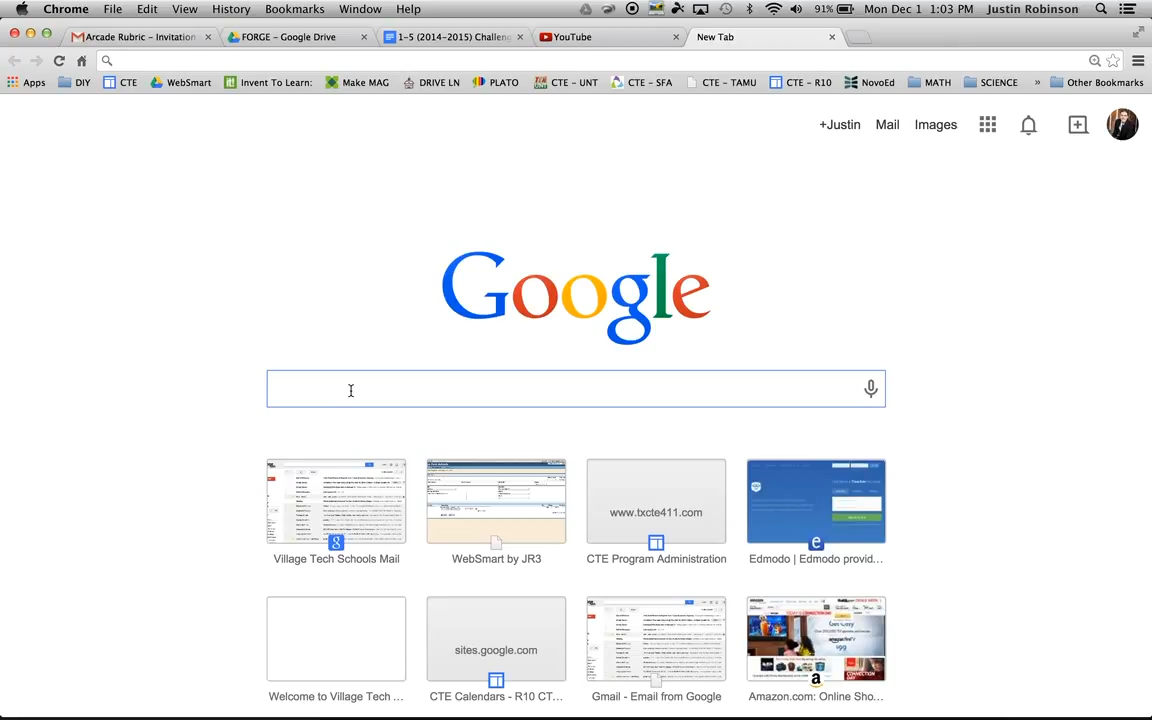 Chrome File Edit View History Bookmarks Window Help 91% Mon Dec 1 1:03 PM Justin Robinson
Arcade Rubric – Invitation FORGE – Google Drive 1–5 (2014–2015) Challeng YouTube New Tab
Apps DIY CTE WebSmart Invent To Learn: Make MAG DRIVE LN PLATO CTE – UNT CTE – SFA CTE – TAMU CTE – R10 NovoEd MATH SCIENCE » Other Bookmarks
+Justin Mail Images
Google
www.txcte411.com
Village Tech Schools Mail WebSmart by JR3 CTE Program Administration Edmodo | Edmodo provid...
sites.google.com
Welcome to Village Tech ... CTE Calendars - R10 CT... Gmail - Email from Google Amazon.com: Online Sho...